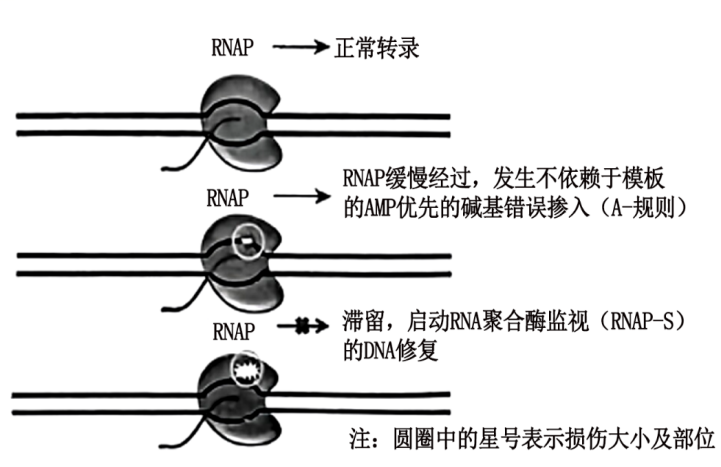 RNAP 正常转录
RNAP RNAP缓慢经过，发生不依赖于模板
的AMP优先的碱基错误掺入（A-规则）
RNAP 滞留，启动RNA聚合酶监视（RNAP-S）
的DNA修复
注：圆圈中的星号表示损伤大小及部位